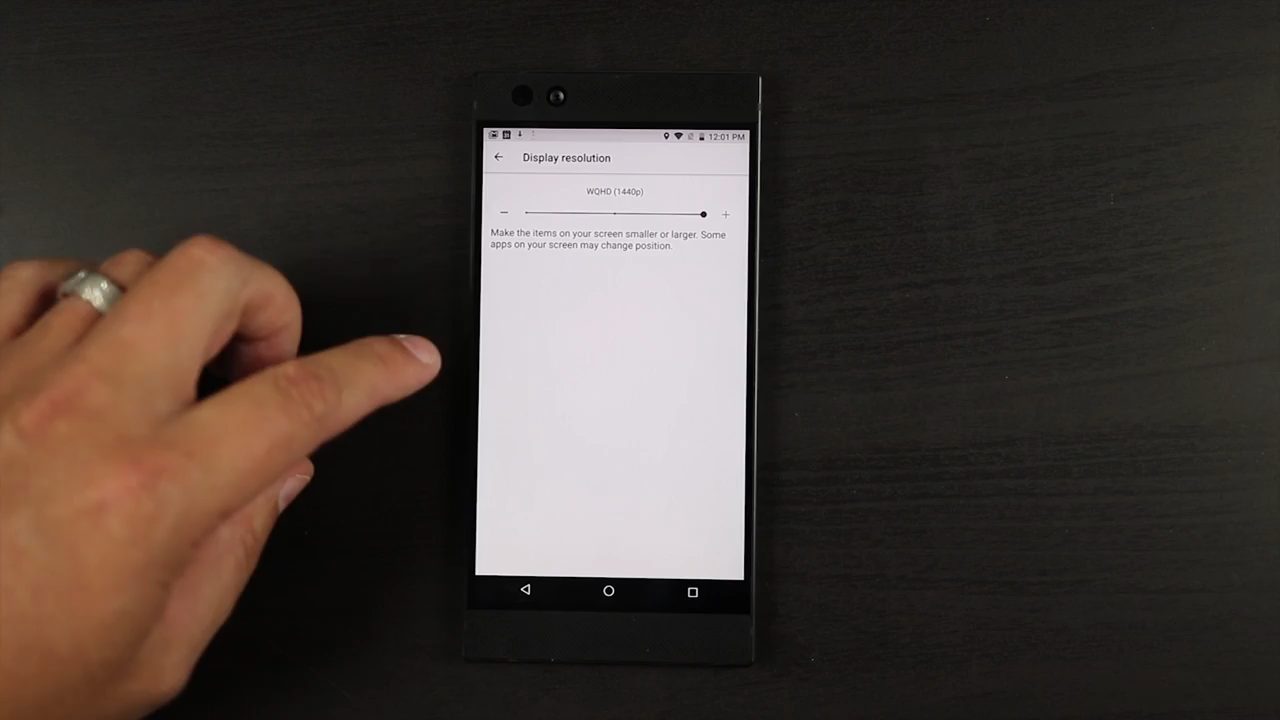 12:01 PM
Display resolution
WQHD (1440p)
Make the items on your screen smaller or larger. Some
apps on your screen may change position.